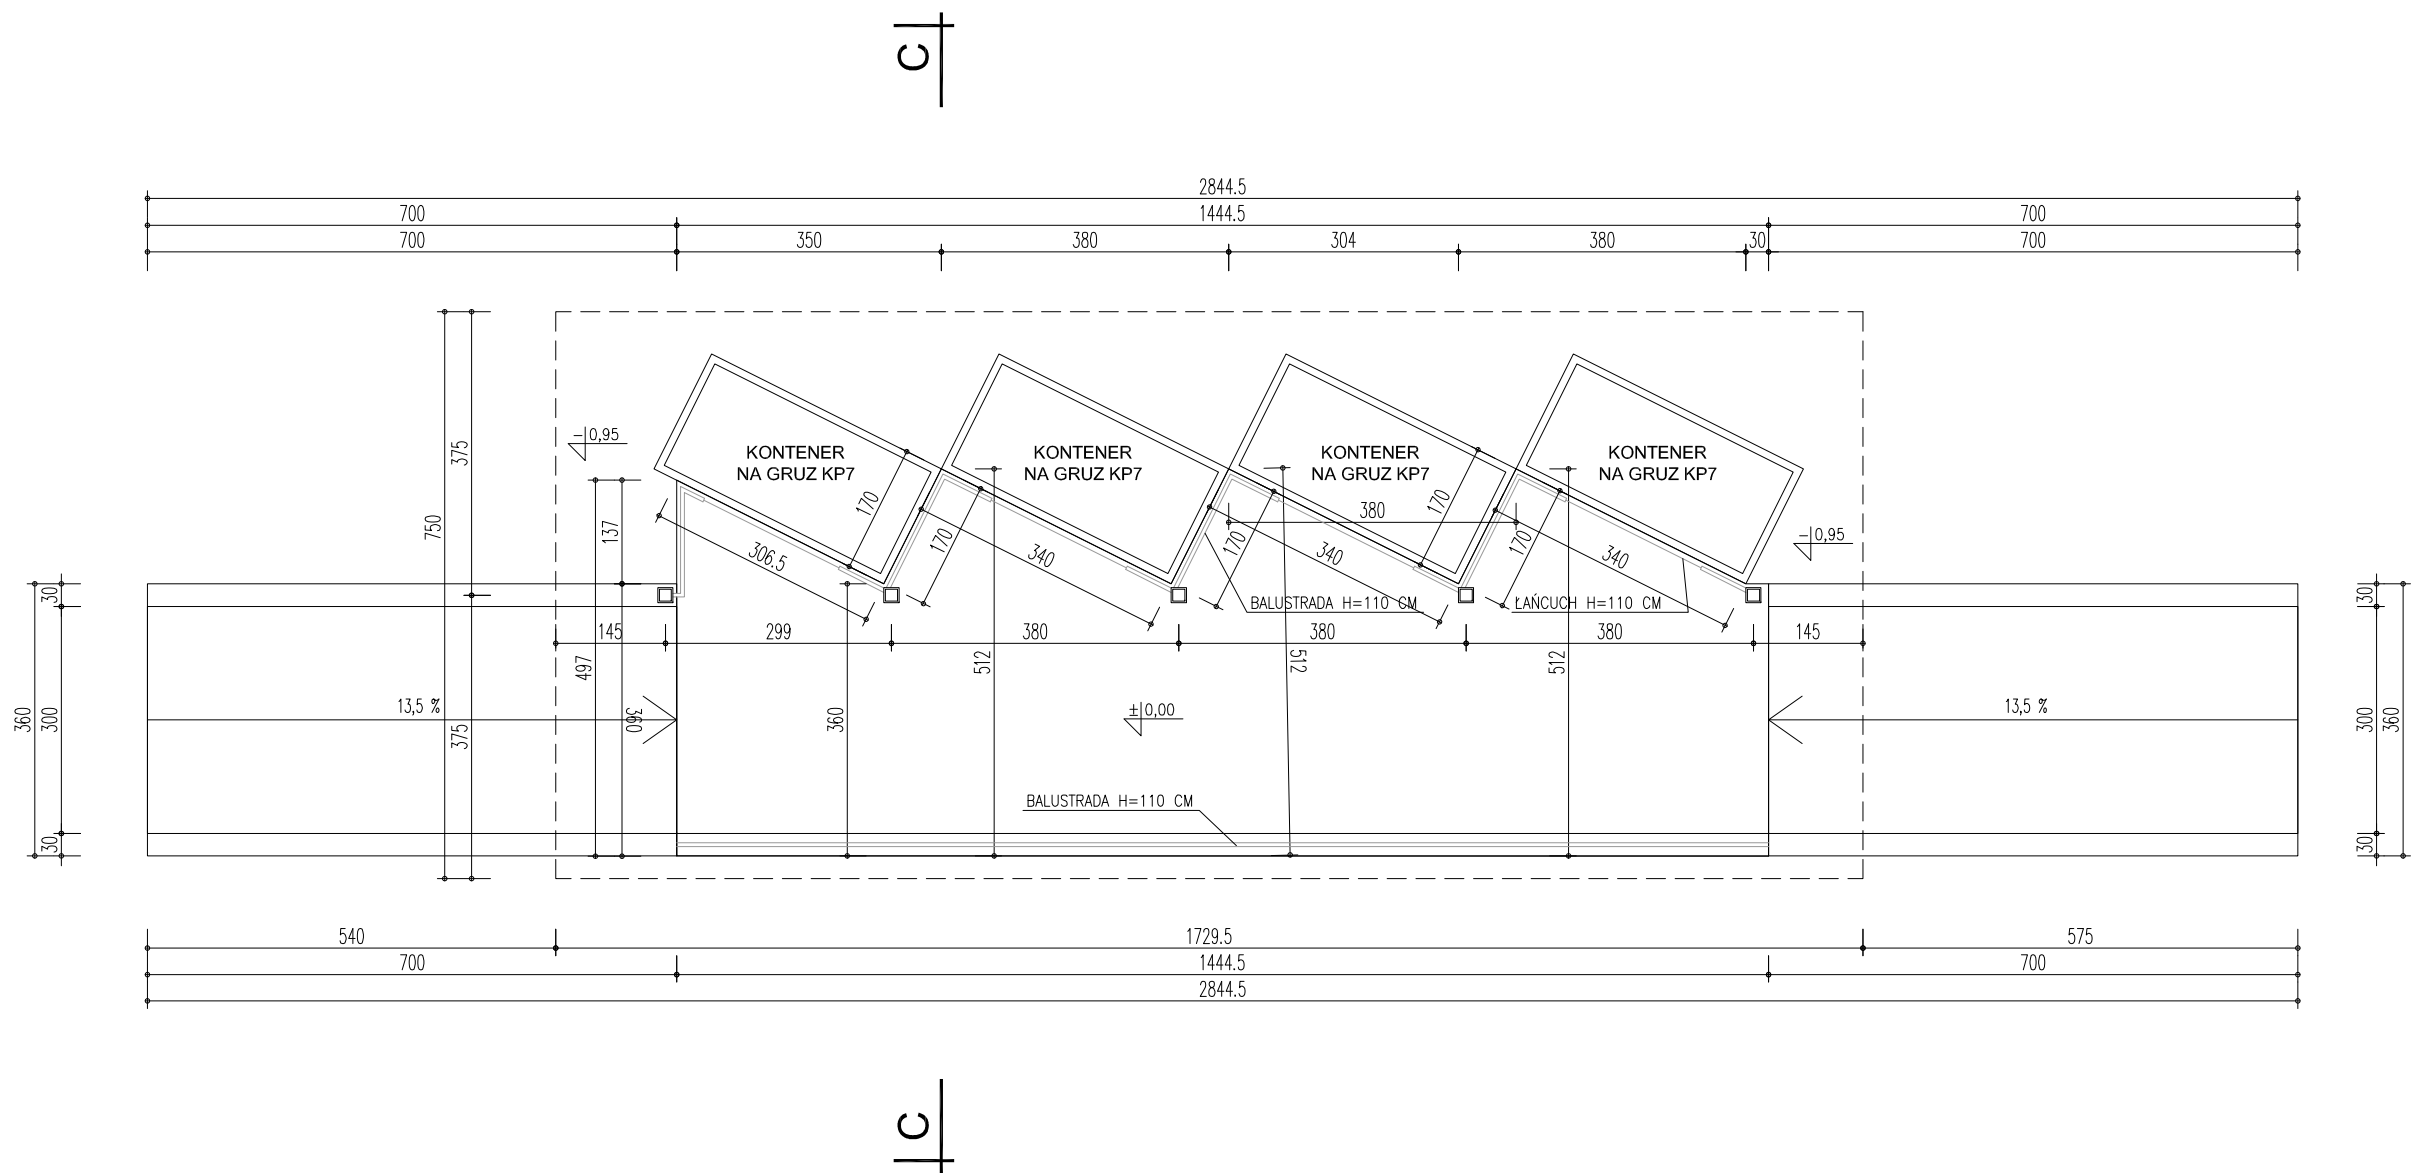 C
2844.5
700 1444.5 700
700 350 380 304 380 30 700
-0,95
375
750
137
KONTENER
NA GRUZ KP7
KONTENER
NA GRUZ KP7
KONTENER
NA GRUZ KP7
KONTENER
NA GRUZ KP7
170
170
170
170
170
380
306.5
340
340
340
-0,95
BALUSTRADA H=110 CM
ŁAŃCUCH H=110 CM
30
300
30
360
145 299 380 380 380 145
497
360
360
512
512
512
375
13,5 %
±0,00
13,5 %
BALUSTRADA H=110 CM
30
300
30
360
540 1729.5 575
700 1444.5 700
2844.5
C